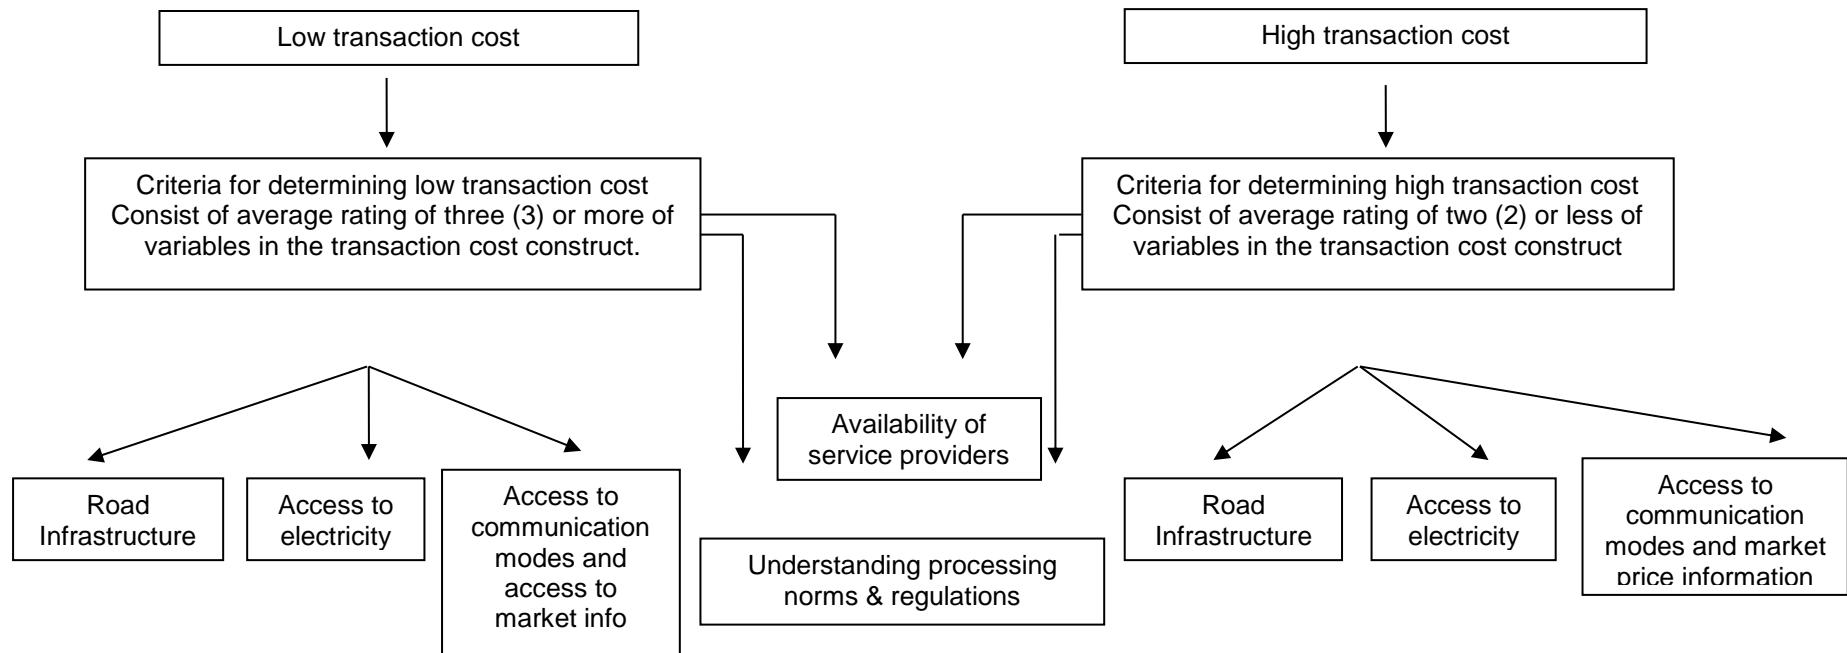 Low transaction cost
High transaction cost
Criteria for determining low transaction cost
Consist of average rating of three (3) or more of
variables in the transaction cost construct.
Criteria for determining high transaction cost
Consist of average rating of two (2) or less of
variables in the transaction cost construct
Availability of
service providers
Road
Infrastructure
Access to
electricity
Access to
communication
modes and
access to
market info
Understanding processing
norms & regulations
Road
Infrastructure
Access to
electricity
Access to
communication
modes and market
price information